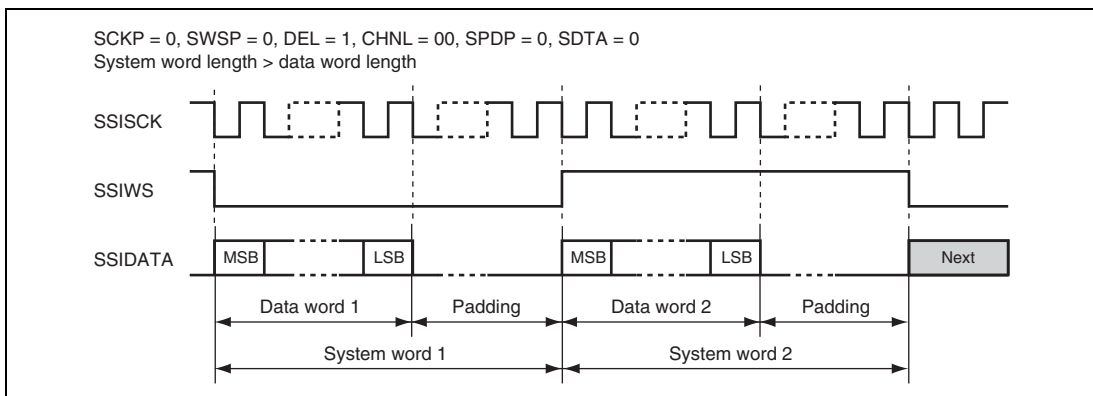 SCKP = 0, SWSP = 0, DEL = 1, CHNL = 00, SPDP = 0, SDTA = 0
System word length > data word length
SSISCK
SSIWS
SSIDATA MSB LSB MSB LSB Next
Data word 1 Padding Data word 2 Padding
System word 1 System word 2